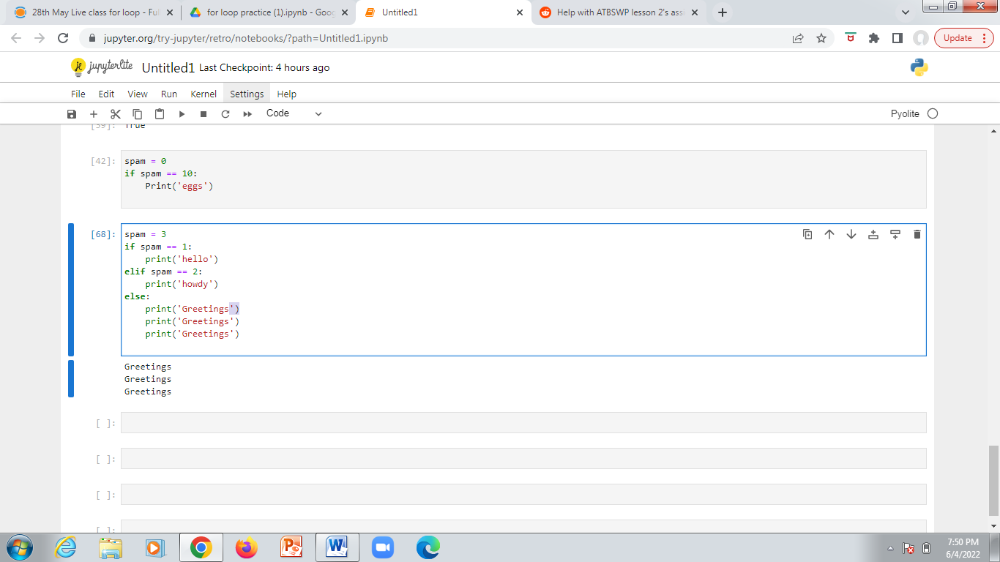 28th May Live class for loop - Ful
for loop practice (1).ipynb - Goog
Untitled1
Help with ATBSWP lesson 2's assi
jupyter.org/try-jupyter/retro/notebooks/?path=Untitled1.ipynb
Update
jupyterlite
Untitled1 Last Checkpoint: 4 hours ago
File Edit View Run Kernel Settings Help
Code
Pyolite
[39]: True
[42]: spam = 0
if spam == 10:
    Print('eggs')
[68]: spam = 3
if spam == 1:
    print('hello')
elif spam == 2:
    print('howdy')
else:
    print('Greetings')
    print('Greetings')
    print('Greetings')
Greetings
Greetings
Greetings
[ ]:
[ ]:
[ ]:
[ ]:
7:50 PM
6/4/2022